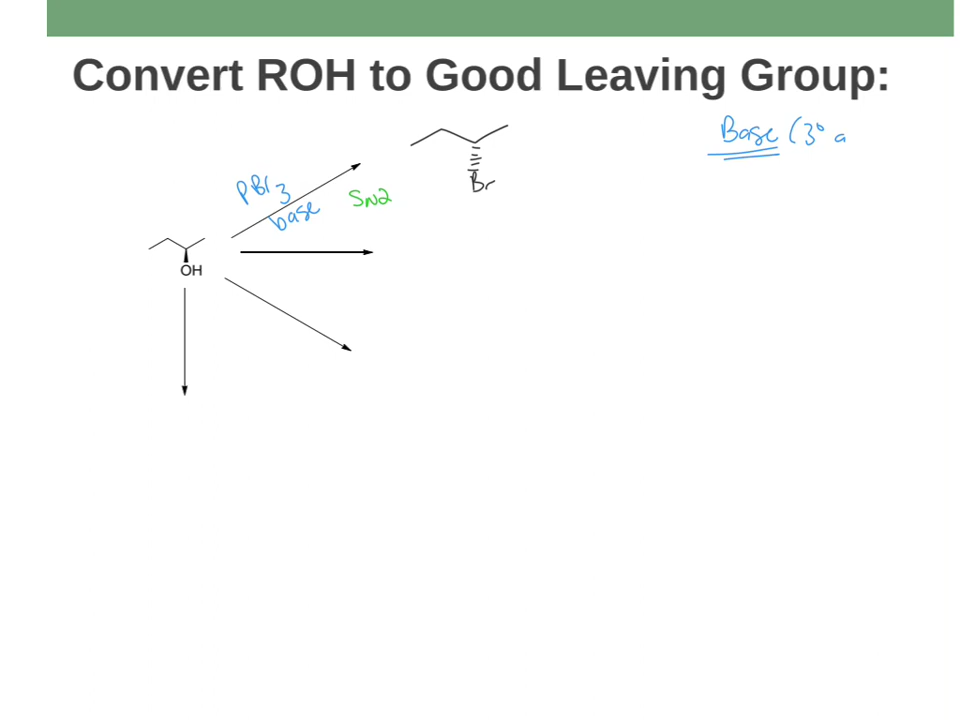 Convert ROH to Good Leaving Group:
Base (3° a
Br
PBr3
base
SN2
OH